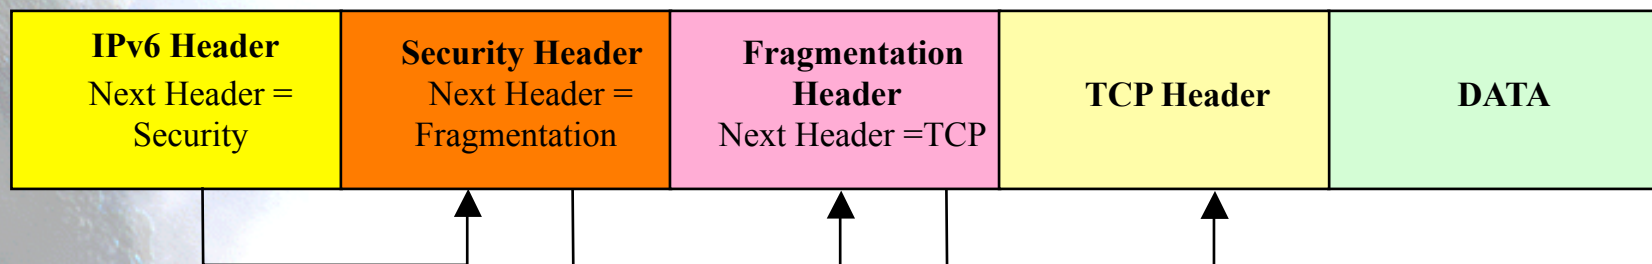 IPv6 Header
Next Header =
Security
Security Header
Next Header =
Fragmentation
Fragmentation
Header
Next Header =TCP
TCP Header
DATA